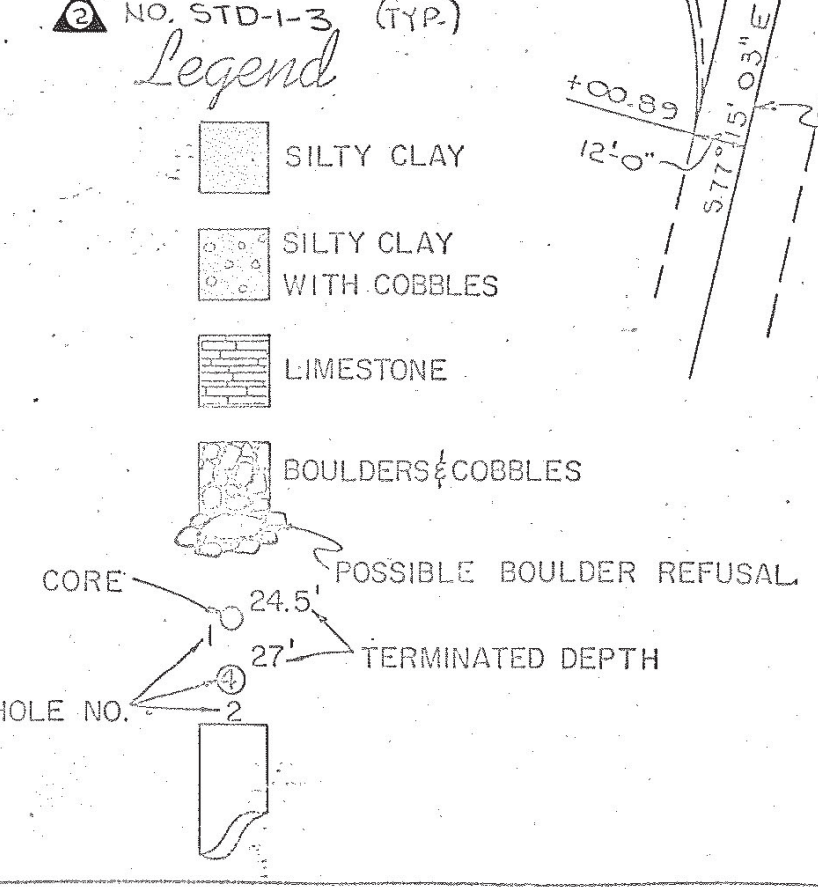 2 NO. STD-1-3 (TYP.)
Legend
SILTY CLAY
SILTY CLAY
WITH COBBLES
LIMESTONE
BOULDERS & COBBLES
POSSIBLE BOULDER REFUSAL
CORE
24.5'
1
27'
TERMINATED DEPTH
4
HOLE NO.
2
+00.89
12'-0"
S.77° 15' 03" E